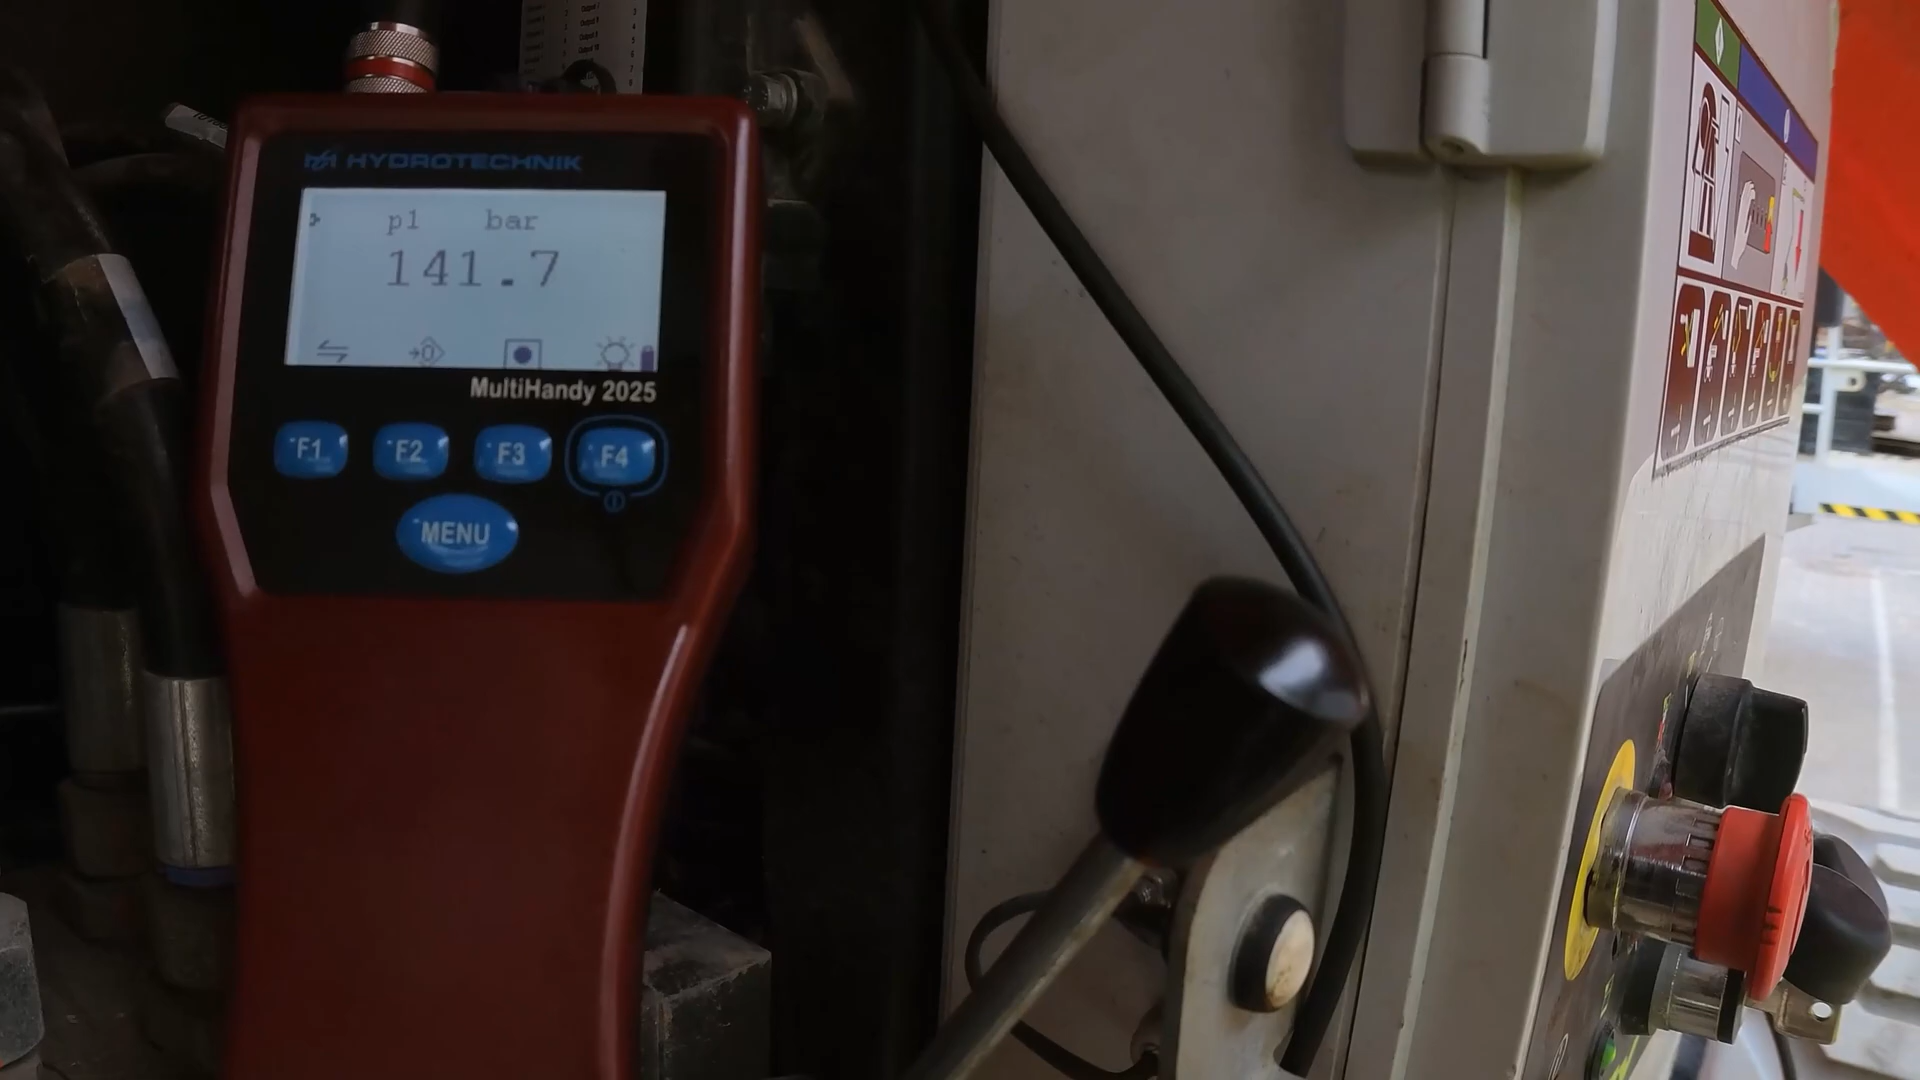 HYDROTECHNIK
p1 bar
141.7
MultiHandy 2025
F1 F2 F3 F4
MENU